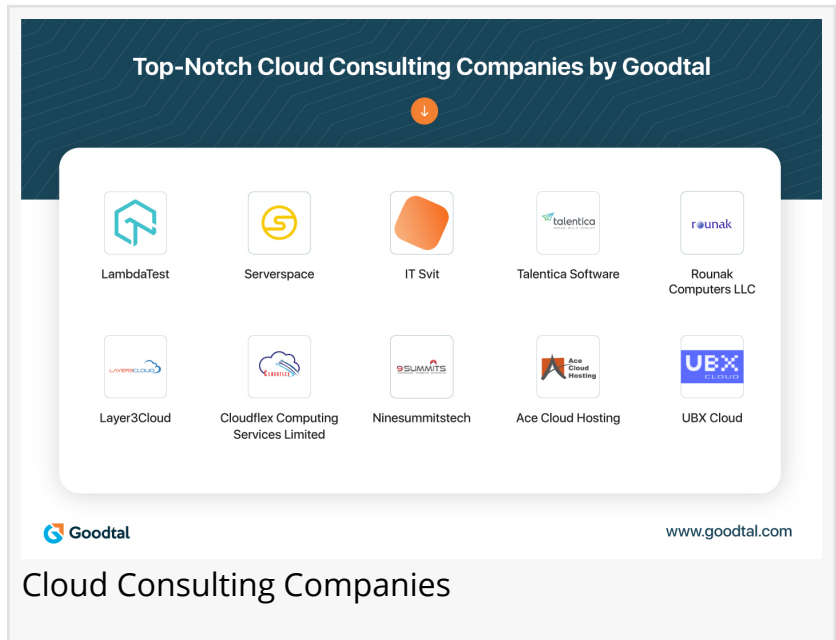 Top-Notch Cloud Consulting Companies by Goodtal
talentica
rounak
LambdaTest
Serverspace
IT Svit
Talentica Software
Rounak
Computers LLC
LAYER3CLOUD
CLOUDFLEX
9SUMMITS
Ace
Cloud
Hosting
UBX
CLOUD
Layer3Cloud
Cloudflex Computing
Services Limited
Ninesummitstech
Ace Cloud Hosting
UBX Cloud
Goodtal
www.goodtal.com
Cloud Consulting Companies